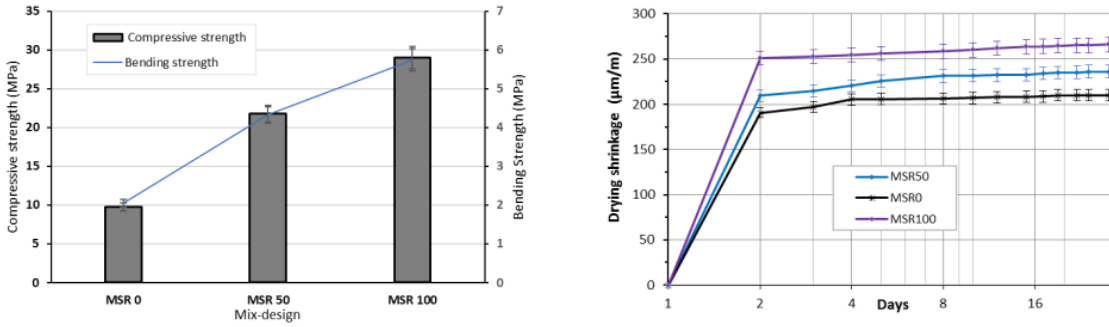 35
30
25
20
15
10
5
0
Compressive strength (MPa)
Compressive strength
Bending strength
7
6
5
4
3
2
1
0
Bending Strength (MPa)
MSR 0
MSR 50
MSR 100
Mix-design
300
250
200
150
100
50
0
Drying shrinkage (µm/m)
MSR50
MSR0
MSR100
1
2
4
8
16
Days